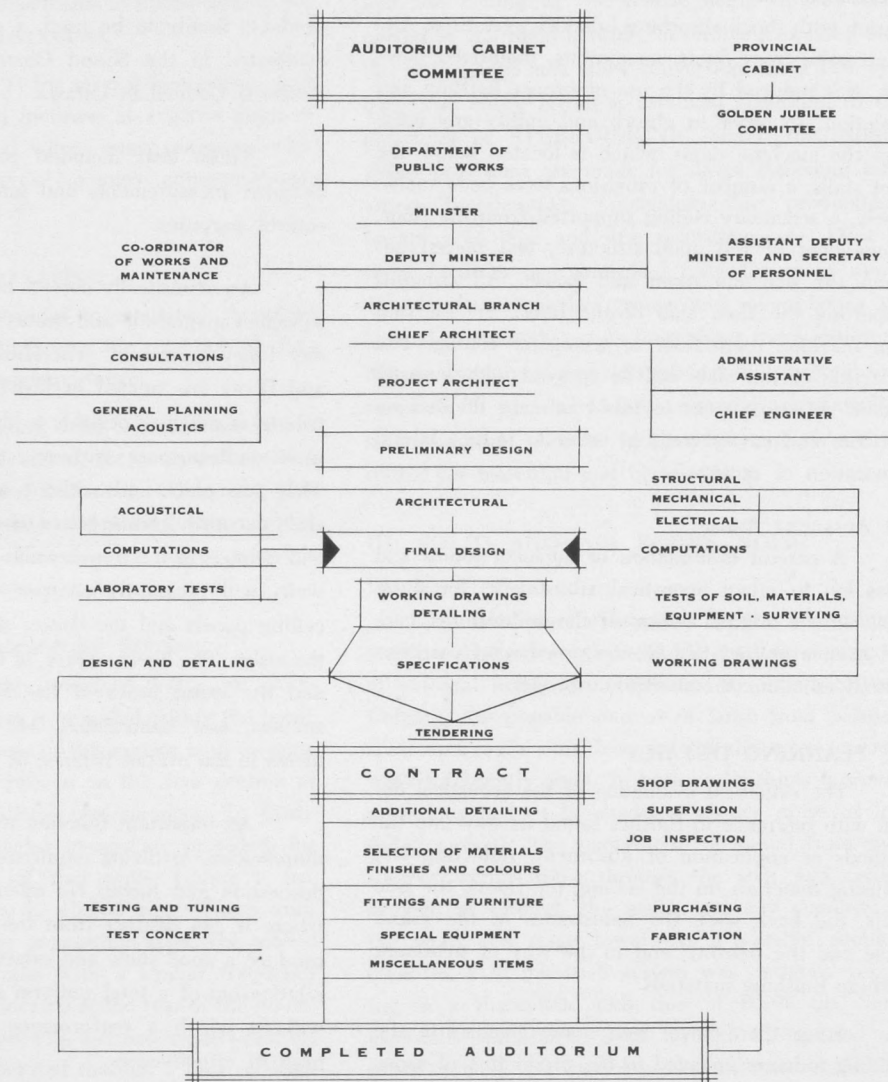 AUDITORIUM CABINET
COMMITTEE
PROVINCIAL
CABINET
GOLDEN JUBILEE
COMMITTEE
DEPARTMENT OF
PUBLIC WORKS
MINISTER
CO-ORDINATOR
OF WORKS AND
MAINTENANCE
DEPUTY MINISTER
ASSISTANT DEPUTY
MINISTER AND SECRETARY
OF PERSONNEL
ARCHITECTURAL BRANCH
CHIEF ARCHITECT
CONSULTATIONS
PROJECT ARCHITECT
ADMINISTRATIVE
ASSISTANT
GENERAL PLANNING
ACOUSTICS
CHIEF ENGINEER
PRELIMINARY DESIGN
STRUCTURAL
ARCHITECTURAL
MECHANICAL
ACOUSTICAL
ELECTRICAL
COMPUTATIONS
FINAL DESIGN
COMPUTATIONS
LABORATORY TESTS
WORKING DRAWINGS
DETAILING
TESTS OF SOIL, MATERIALS,
EQUIPMENT - SURVEYING
DESIGN AND DETAILING
SPECIFICATIONS
WORKING DRAWINGS
TENDERING
CONTRACT
SHOP DRAWINGS
ADDITIONAL DETAILING
SUPERVISION
JOB INSPECTION
SELECTION OF MATERIALS
FINISHES AND COLOURS
FITTINGS AND FURNITURE
TESTING AND TUNING
PURCHASING
TEST CONCERT
SPECIAL EQUIPMENT
FABRICATION
MISCELLANEOUS ITEMS
COMPLETED AUDITORIUM